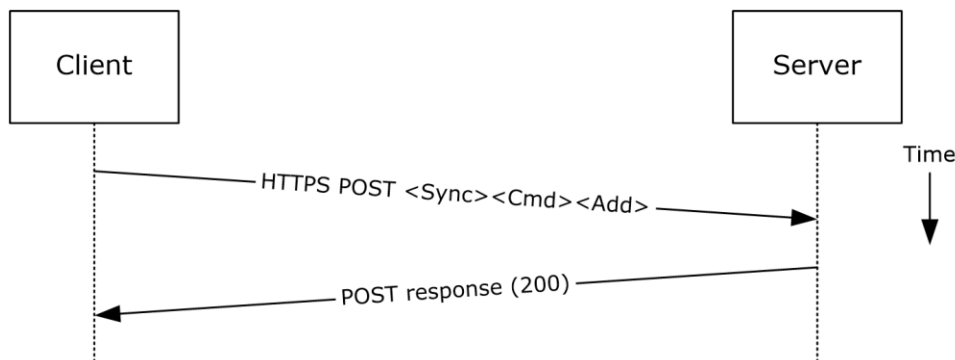 Client
Server
Time
HTTPS POST <Sync><Cmd><Add>
POST response (200)